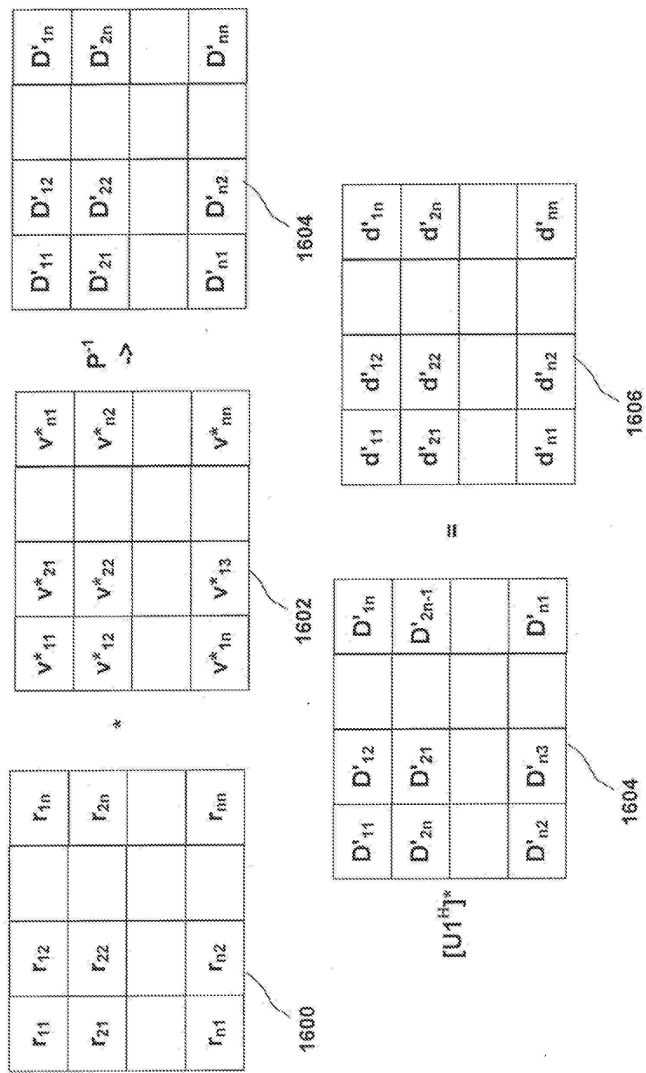 r₁₁ r₁₂ r₁ₙ
r₂₁ r₂₂ r₂ₙ
rₙ₁ rₙ₂ rₙₙ
1600
*
v*₁₁ v*₂₁ v*ₙ₁
v*₁₂ v*₂₂ v*ₙ₂
v*₁ₙ v*₁₃ v*ₙₙ
1602
P⁻¹
->
D'₁₁ D'₁₂ D'₁ₙ
D'₂₁ D'₂₂ D'₂ₙ
D'ₙ₁ D'ₙ₂ D'ₙₙ
1604
[U1ᴴ]*
D'₁₁ D'₁₂ D'₁ₙ
D'₂ₙ D'₂₁ D'₂ₙ₋₁
D'ₙ₂ D'ₙ₃ D'ₙ₁
1604
=
d'₁₁ d'₁₂ d'₁ₙ
d'₂₁ d'₂₂ d'₂ₙ
d'ₙ₁ d'ₙ₂ d'ₙₙ
1606